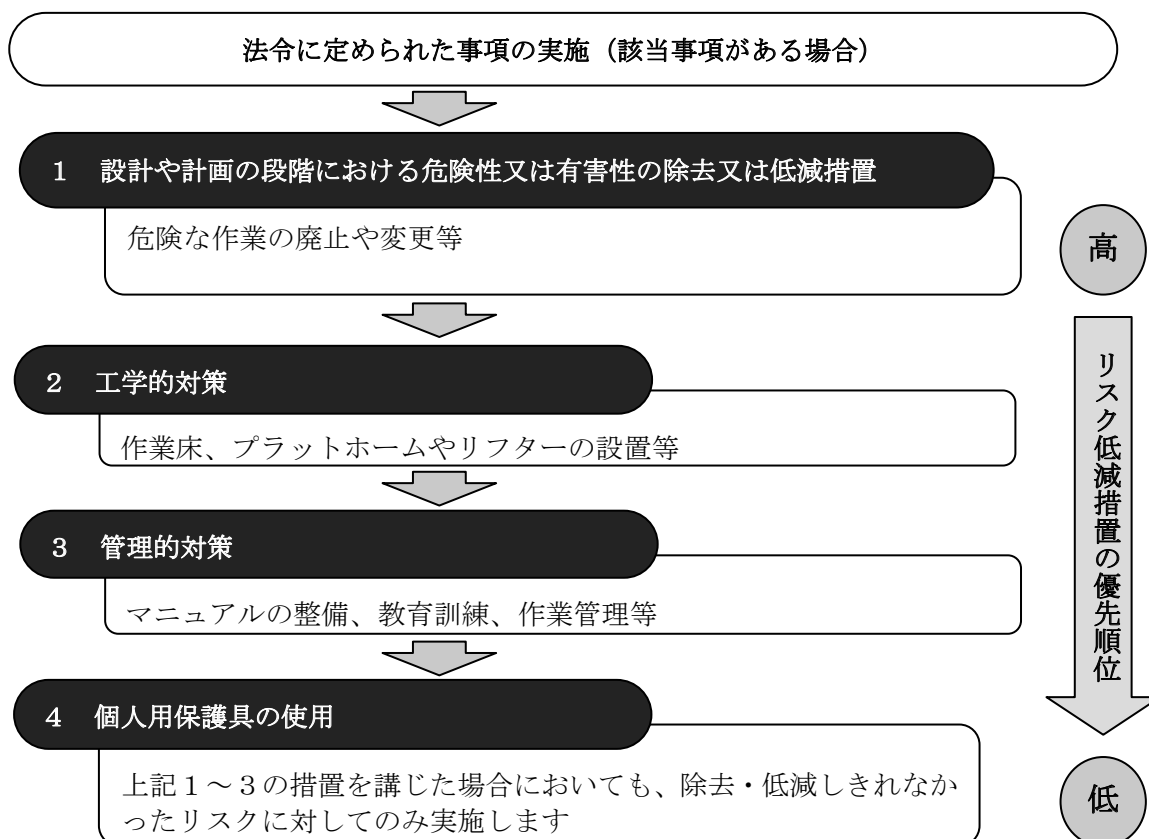 法令に定められた事項の実施（該当事項がある場合）
１　設計や計画の段階における危険性又は有害性の除去又は低減措置
危険な作業の廃止や変更等
２　工学的対策
作業床、プラットホームやリフターの設置等
３　管理的対策
マニュアルの整備、教育訓練、作業管理等
４　個人用保護具の使用
上記１～３の措置を講じた場合においても、除去・低減しきれなか
ったリスクに対してのみ実施します
高
リスク低減措置の優先順位
低